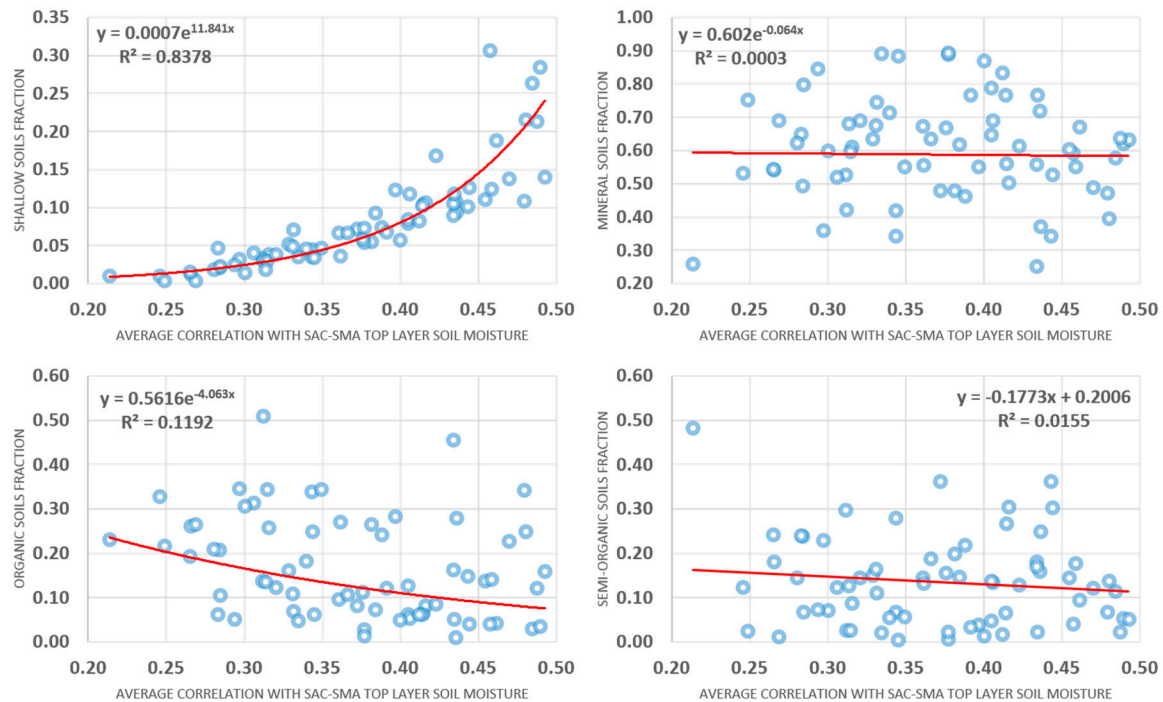 y = 0.0007e^11.841x
R² = 0.8378
0.35
0.30
0.25
0.20
0.15
0.10
0.05
0.00
SHALLOW SOILS FRACTION
0.20 0.25 0.30 0.35 0.40 0.45 0.50
AVERAGE CORRELATION WITH SAC-SMA TOP LAYER SOIL MOISTURE
y = 0.602e^-0.064x
R² = 0.0003
1.00
0.90
0.80
0.70
0.60
0.50
0.40
0.30
0.20
MINERAL SOILS FRACTION
0.20 0.25 0.30 0.35 0.40 0.45 0.50
AVERAGE CORRELATION WITH SAC-SMA TOP LAYER SOIL MOISTURE
y = 0.5616e^-4.063x
R² = 0.1192
0.60
0.50
0.40
0.30
0.20
0.10
0.00
ORGANIC SOILS FRACTION
0.20 0.25 0.30 0.35 0.40 0.45 0.50
AVERAGE CORRELATION WITH SAC-SMA TOP LAYER SOIL MOISTURE
y = -0.1773x + 0.2006
R² = 0.0155
0.60
0.50
0.40
0.30
0.20
0.10
0.00
SEMI-ORGANIC SOILS FRACTION
0.20 0.25 0.30 0.35 0.40 0.45 0.50
AVERAGE CORRELATION WITH SAC-SMA TOP LAYER SOIL MOISTURE